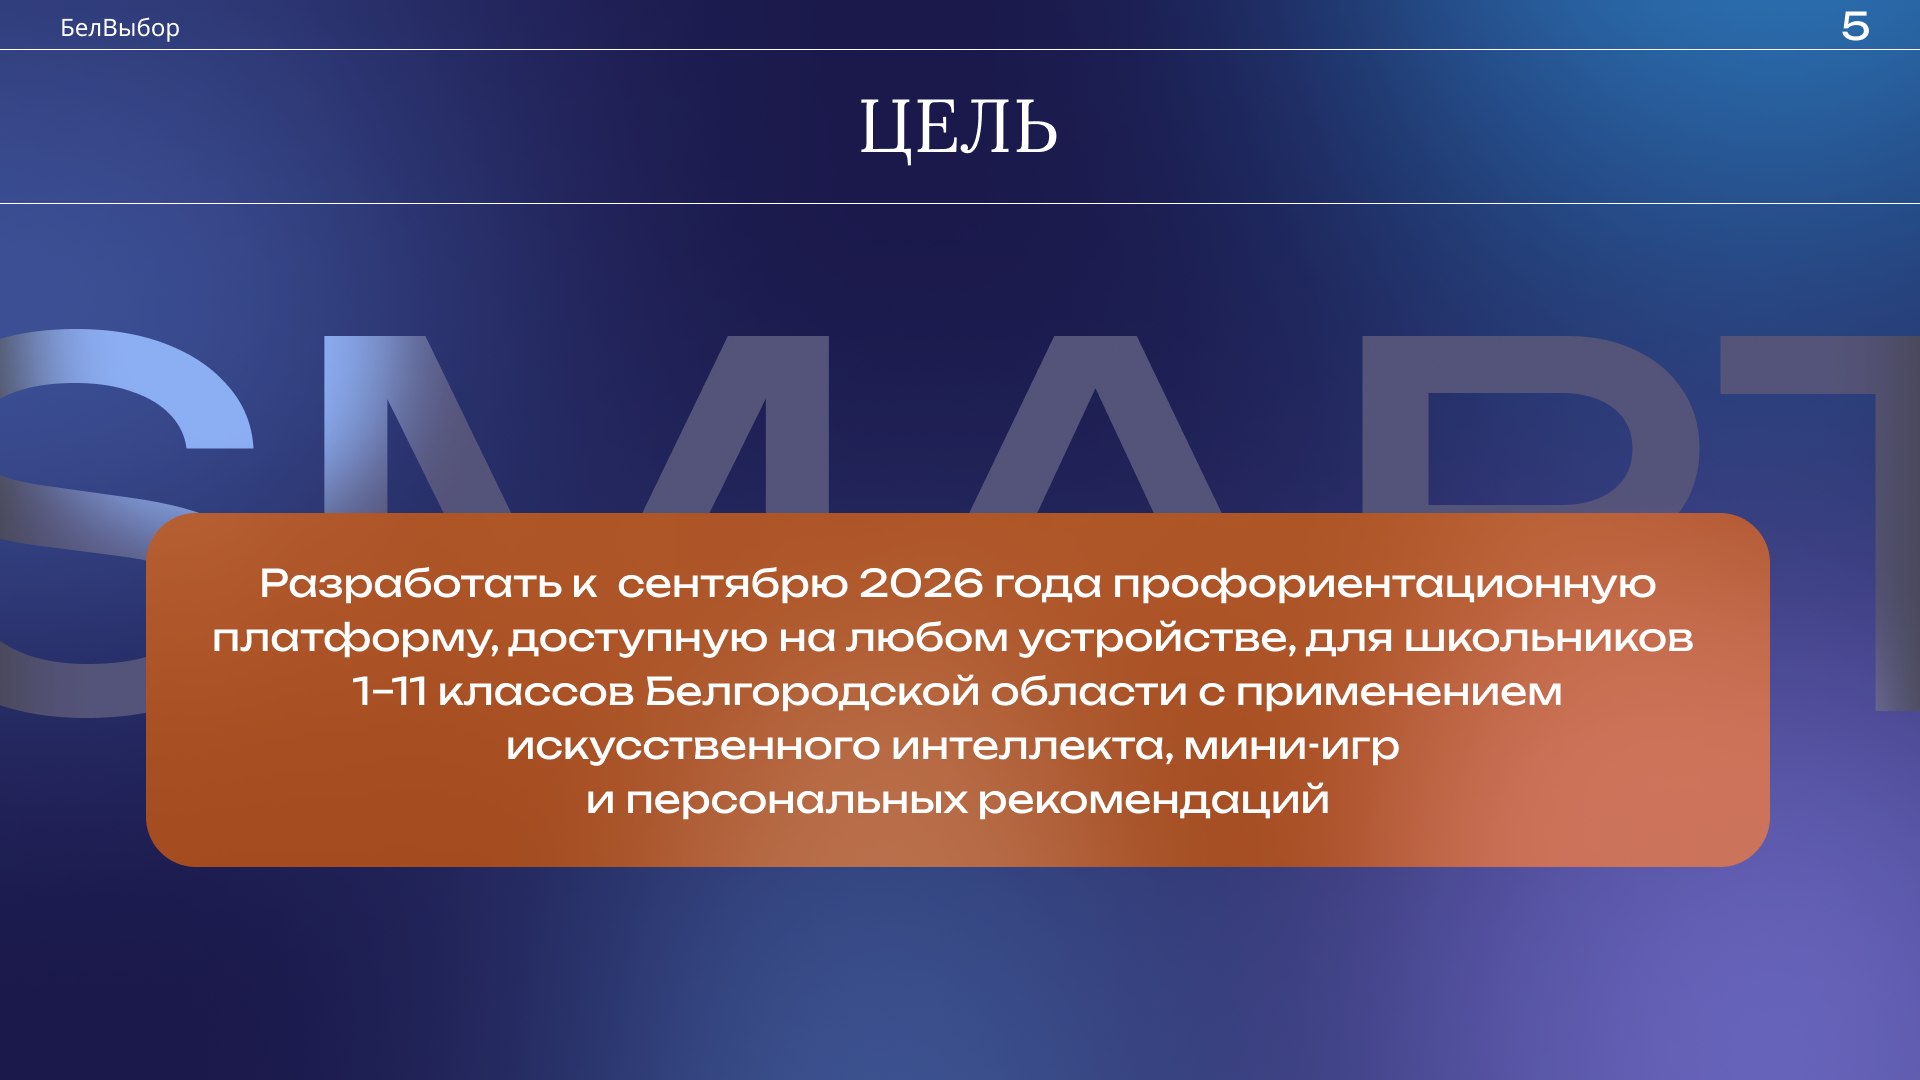 БелВыбор
5
ЦЕЛЬ
SMART
Разработать к  сентябрю 2026 года профориентационную
платформу, доступную на любом устройстве, для школьников
1–11 классов Белгородской области с применением
искусственного интеллекта, мини-игр
и персональных рекомендаций